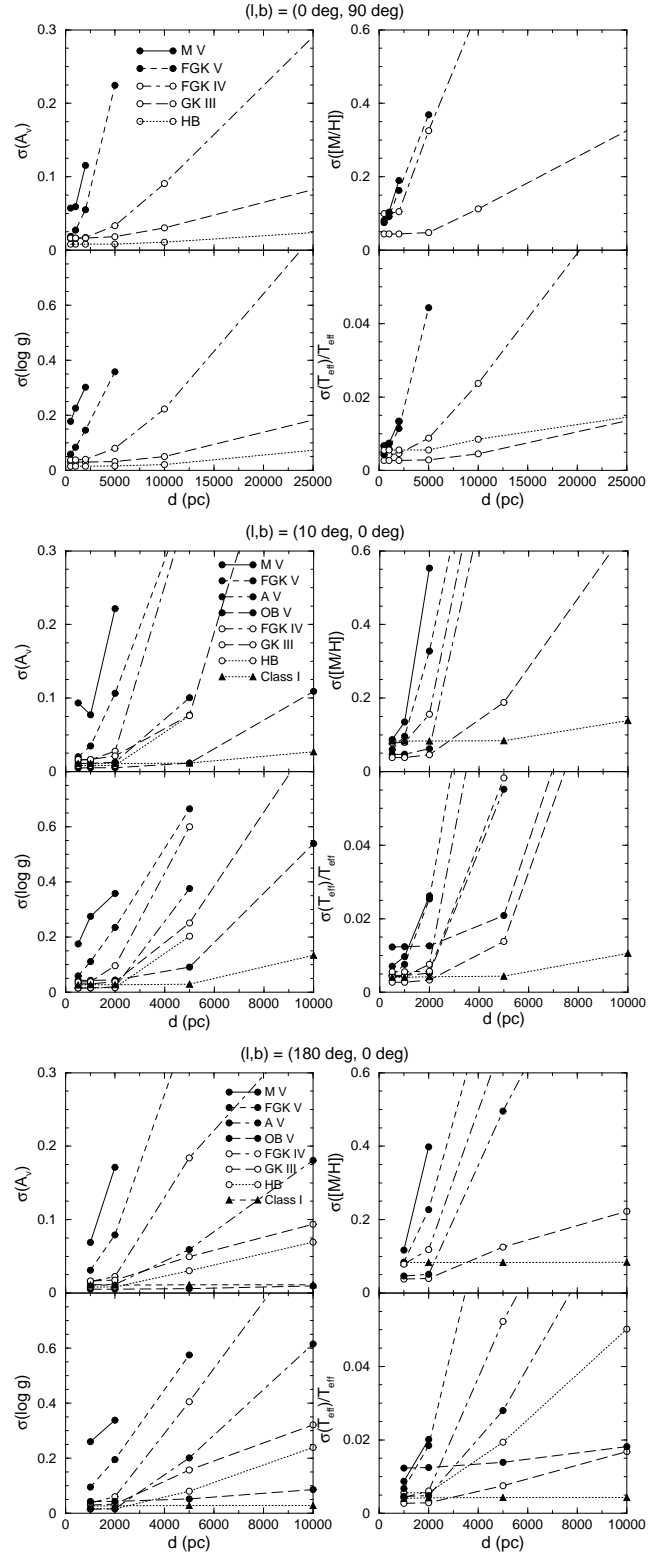 (l,b) = (0 deg, 90 deg)
0.3
0.2
0.1
0
σ(Aᵥ)
M V
FGK V
FGK IV
GK III
HB
0.6
0.4
0.2
0
σ([M/H])
0.6
0.4
0.2
0
σ(log g)
0 5000 10000 15000 20000 25000
d (pc)
0.04
0.02
0
σ(T_eff)/T_eff
0 5000 10000 15000 20000 25000
d (pc)
(l,b) = (10 deg, 0 deg)
0.3
0.2
0.1
0
σ(Aᵥ)
M V
FGK V
A V
OB V
FGK IV
GK III
HB
Class I
0.6
0.4
0.2
0
σ([M/H])
0.6
0.4
0.2
0
σ(log g)
0 2000 4000 6000 8000 10000
d (pc)
0.04
0.02
0
σ(T_eff)/T_eff
0 2000 4000 6000 8000 10000
d (pc)
(l,b) = (180 deg, 0 deg)
0.3
0.2
0.1
0
σ(Aᵥ)
M V
FGK V
A V
OB V
FGK IV
GK III
HB
Class I
0.6
0.4
0.2
0
σ([M/H])
0.6
0.4
0.2
0
σ(log g)
0 2000 4000 6000 8000 10000
d (pc)
0.04
0.02
0
σ(T_eff)/T_eff
0 2000 4000 6000 8000 10000
d (pc)